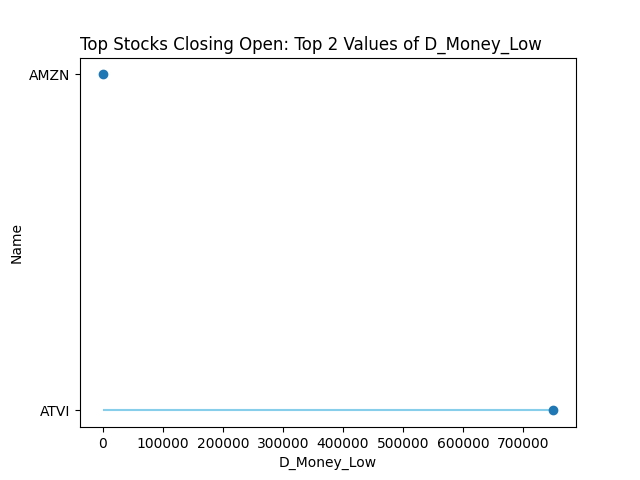 Top Stocks Closing Open: Top 2 Values of D_Money_Low
AMZN
Name
ATVI
0 100000 200000 300000 400000 500000 600000 700000
D_Money_Low